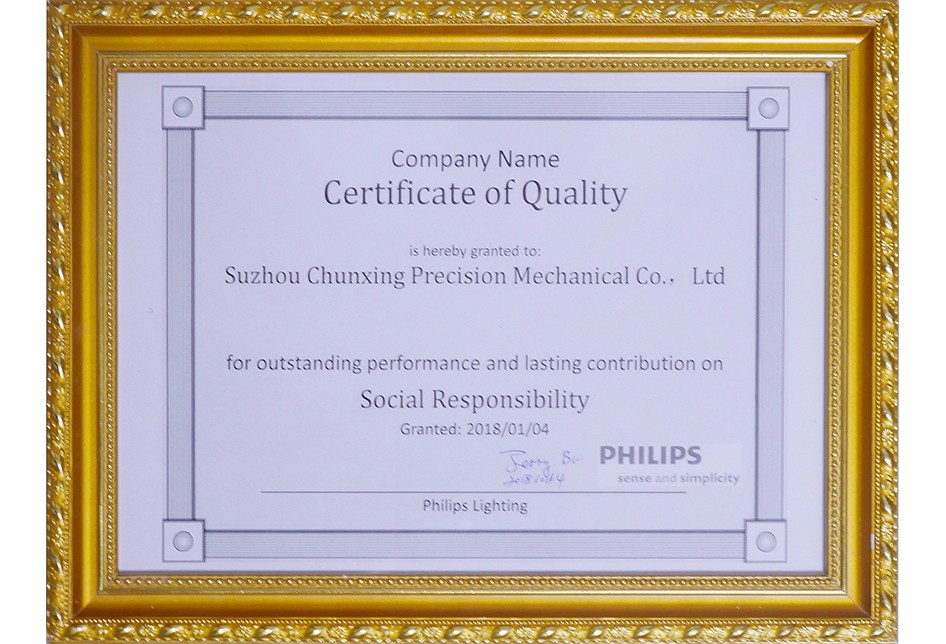 Company Name
Certificate of Quality
is hereby granted to:
Suzhou Chunxing Precision Mechanical Co.，Ltd
for outstanding performance and lasting contribution on
Social Responsibility
Granted: 2018/01/04
PHILIPS
sense and simplicity
Philips Lighting